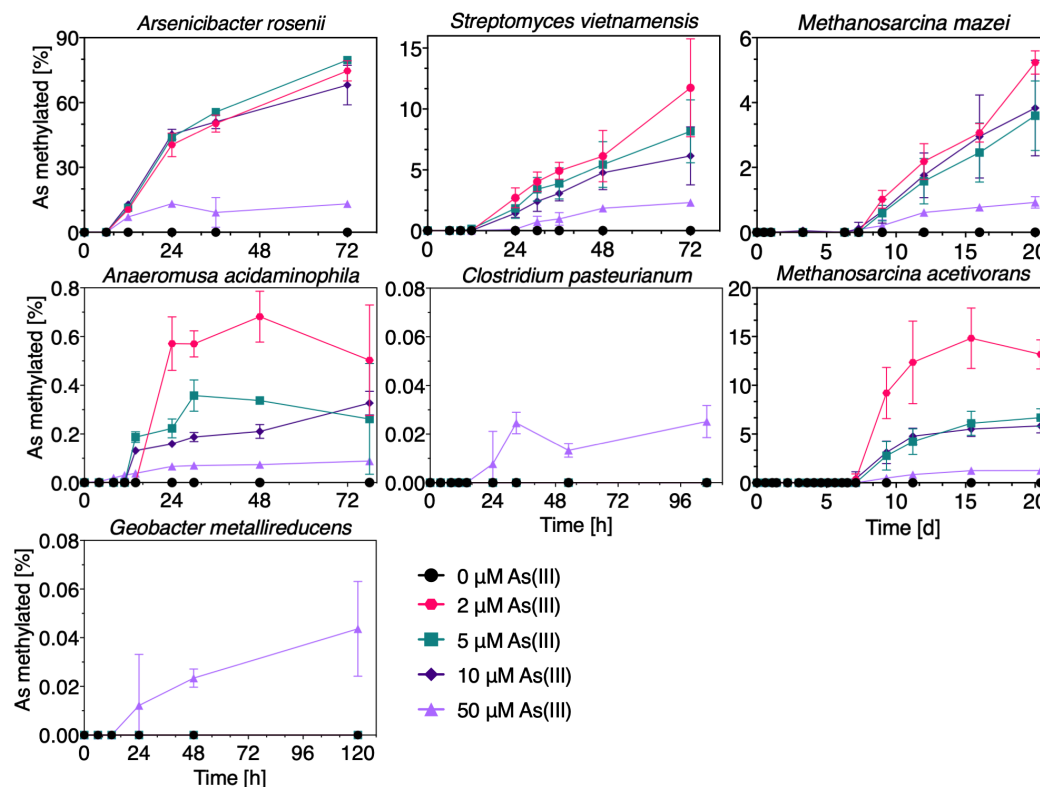 Arsenicibacter rosenii
Streptomyces vietnamensis
Methanosarcina mazei
As methylated [%]
90
60
30
0
0 24 48 72
15
10
5
0
0 24 48 72
6
4
2
0
0 5 10 15 20
Anaeromusa acidaminophila
Clostridium pasteurianum
Methanosarcina acetivorans
As methylated [%]
0.8
0.6
0.4
0.2
0.00
0 24 48 72
0.08
0.06
0.04
0.02
0.00
0 24 48 72 96
Time [h]
20
15
10
5
0
0 5 10 15 20
Time [d]
Geobacter metallireducens
As methylated [%]
0.08
0.06
0.04
0.02
0.00
0 24 48 72 96 120
Time [h]
0 µM As(III)
2 µM As(III)
5 µM As(III)
10 µM As(III)
50 µM As(III)